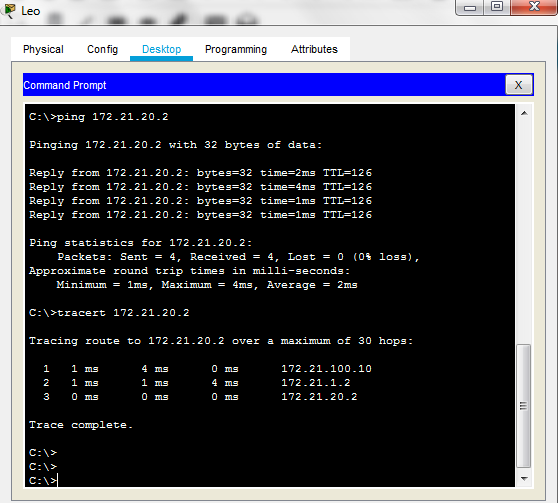 Leo
Physical Config Desktop Programming Attributes
Command Prompt X
C:\>ping 172.21.20.2
Pinging 172.21.20.2 with 32 bytes of data:
Reply from 172.21.20.2: bytes=32 time=2ms TTL=126
Reply from 172.21.20.2: bytes=32 time=4ms TTL=126
Reply from 172.21.20.2: bytes=32 time=1ms TTL=126
Reply from 172.21.20.2: bytes=32 time=1ms TTL=126
Ping statistics for 172.21.20.2:
Packets: Sent = 4, Received = 4, Lost = 0 (0% loss),
Approximate round trip times in milli-seconds:
Minimum = 1ms, Maximum = 4ms, Average = 2ms
C:\>tracert 172.21.20.2
Tracing route to 172.21.20.2 over a maximum of 30 hops:
1 1 ms 4 ms 0 ms 172.21.100.10
2 1 ms 1 ms 4 ms 172.21.1.2
3 0 ms 0 ms 0 ms 172.21.20.2
Trace complete.
C:\>
C:\>
C:\>